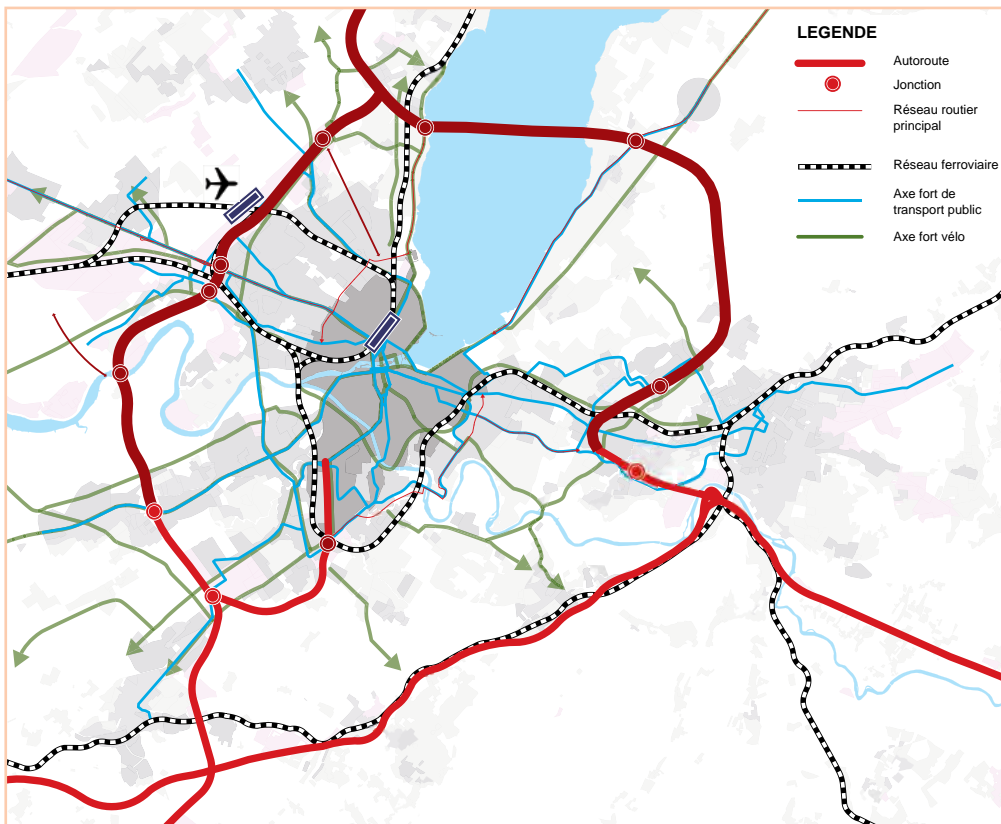 LEGENDE
Autoroute
Jonction
Réseau routier
principal
Réseau ferroviaire
Axe fort de
transport public
Axe fort vélo